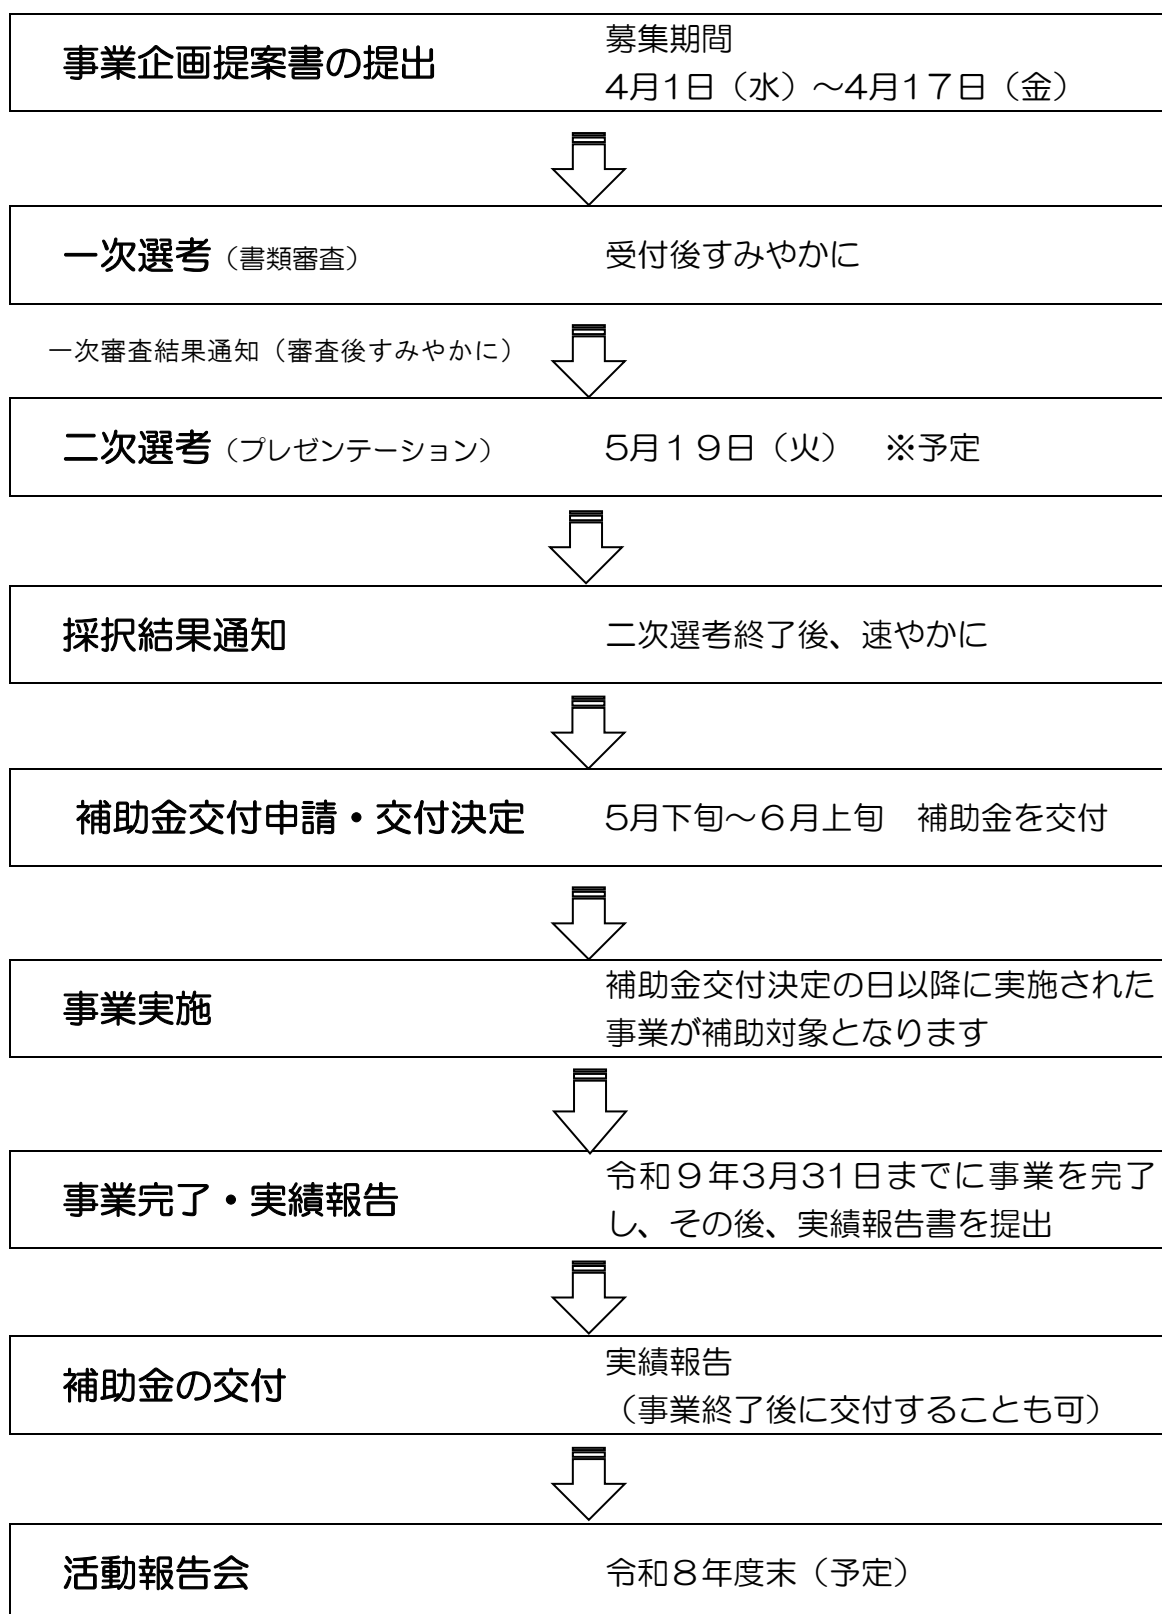 事業企画提案書の提出
募集期間
4月1日（水）～4月１７日（金）
一次選考（書類審査）
受付後すみやかに
一次審査結果通知（審査後すみやかに）
二次選考（プレゼンテーション）
5月１９日（火）　※予定
採択結果通知
二次選考終了後、速やかに
補助金交付申請・交付決定
5月下旬～６月上旬　補助金を交付
事業実施
補助金交付決定の日以降に実施された
事業が補助対象となります
事業完了・実績報告
令和９年3月31日までに事業を完了
し、その後、実績報告書を提出
補助金の交付
実績報告
（事業終了後に交付することも可）
活動報告会
令和８年度末（予定）